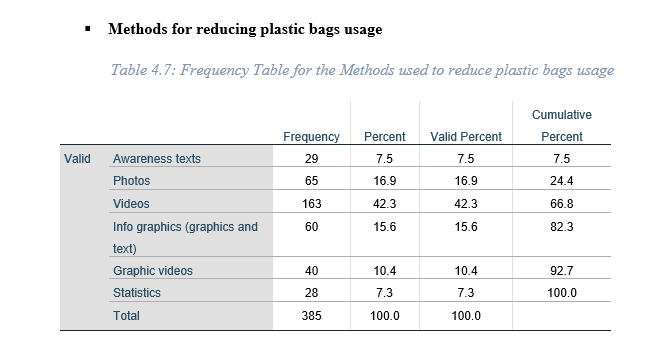 ▪ Methods for reducing plastic bags usage
Table 4.7: Frequency Table for the Methods used to reduce plastic bags usage
Cumulative
Frequency Percent Valid Percent Percent
Valid Awareness texts 29 7.5 7.5 7.5
Photos 65 16.9 16.9 24.4
Videos 163 42.3 42.3 66.8
Info graphics (graphics and 60 15.6 15.6 82.3
text)
Graphic videos 40 10.4 10.4 92.7
Statistics 28 7.3 7.3 100.0
Total 385 100.0 100.0